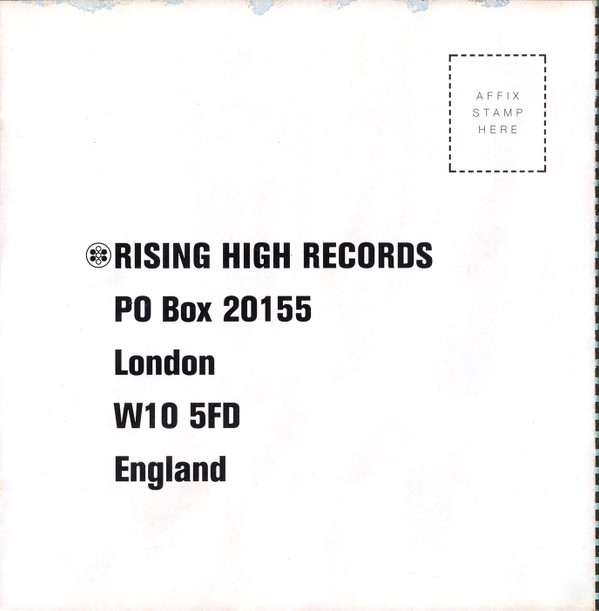 AFFIX
STAMP
HERE
RISING HIGH RECORDS
PO Box 20155
London
W10 5FD
England